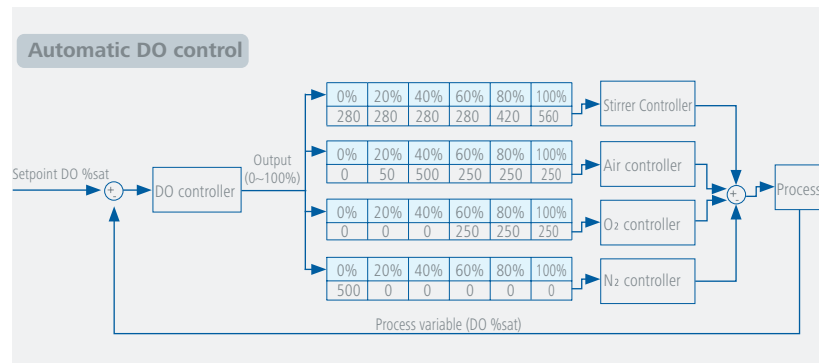 Automatic DO control
0% 20% 40% 60% 80% 100%
280 280 280 280 420 560
Stirrer Controller
Setpoint DO %sat
+
-
DO controller
Output
(0~100%)
0% 20% 40% 60% 80% 100%
0 50 500 250 250 250
Air controller
+
-
Process
0% 20% 40% 60% 80% 100%
0 0 0 250 250 250
O₂ controller
0% 20% 40% 60% 80% 100%
500 0 0 0 0 0
N₂ controller
Process variable (DO %sat)